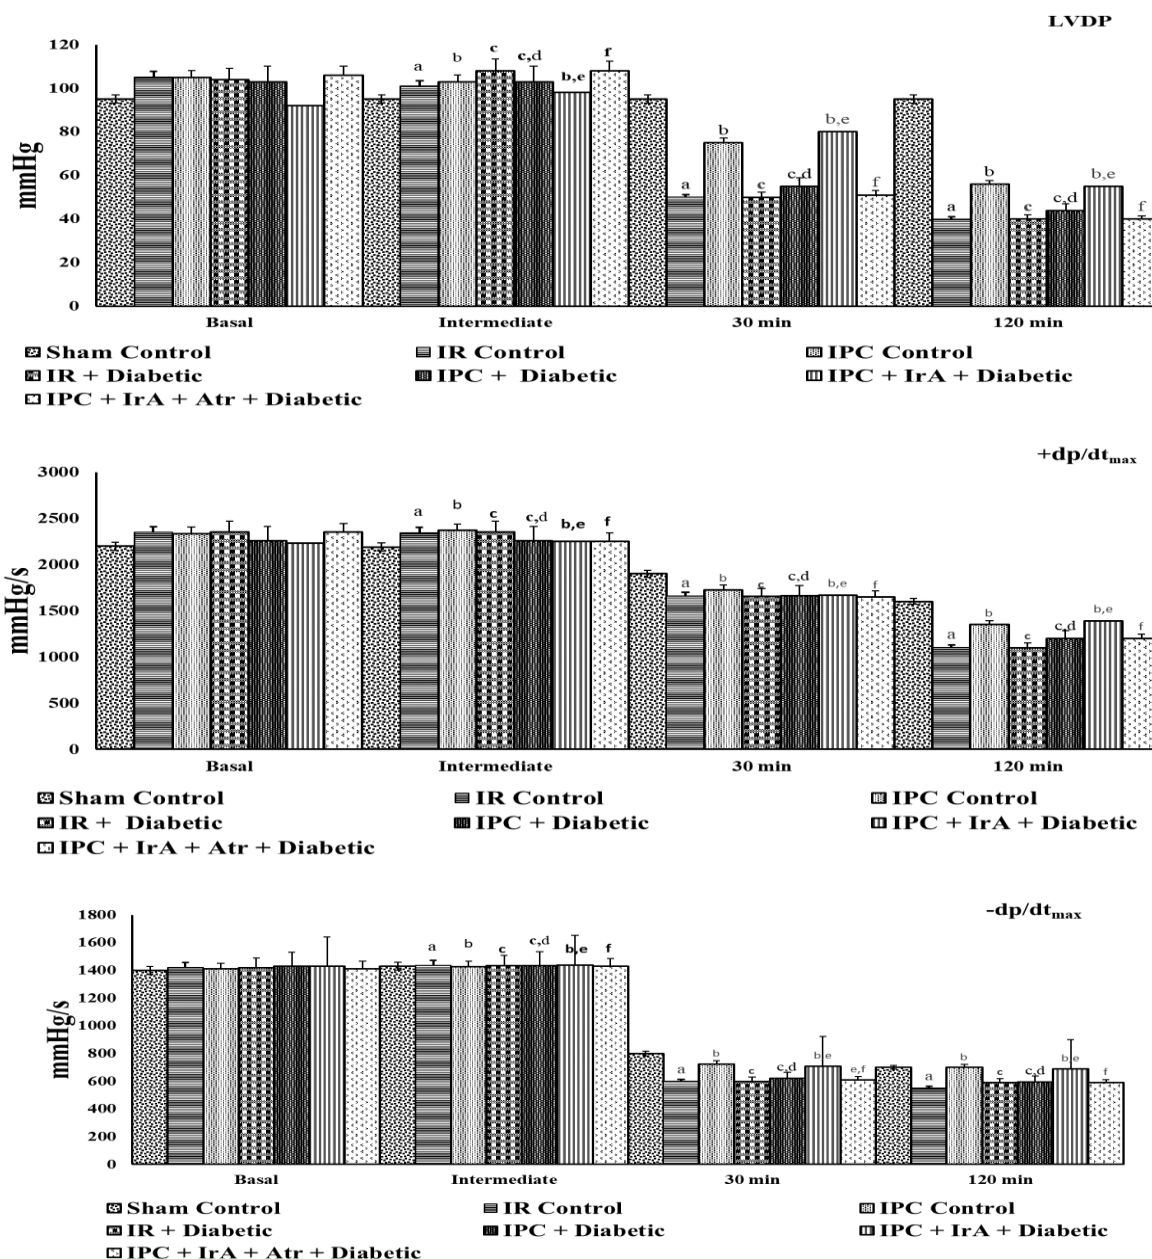 LVDP
120
100
80
60
40
20
0
mmHg
a b c c,d b,e f
a b c c,d b,e f
a b c c,d b,e f
Basal Intermediate 30 min 120 min
Sham Control IR Control IPC Control
IR + Diabetic IPC + Diabetic IPC + IrA + Diabetic
IPC + IrA + Atr + Diabetic
+dp/dtmax
3000
2500
2000
1500
1000
500
0
mmHg/s
a b c c,d b,e f
a b c c,d b,e f
a b c c,d b,e f
Basal Intermediate 30 min 120 min
Sham Control IR Control IPC Control
IR + Diabetic IPC + Diabetic IPC + IrA + Diabetic
IPC + IrA + Atr + Diabetic
-dp/dtmax
1800
1600
1400
1200
1000
800
600
400
200
0
mmHg/s
a b c c,d b,e f
a b c c,d b,e e,f
a b c c,d b,e f
Basal Intermediate 30 min 120 min
Sham Control IR Control IPC Control
IR + Diabetic IPC + Diabetic IPC + IrA + Diabetic
IPC + IrA + Atr + Diabetic